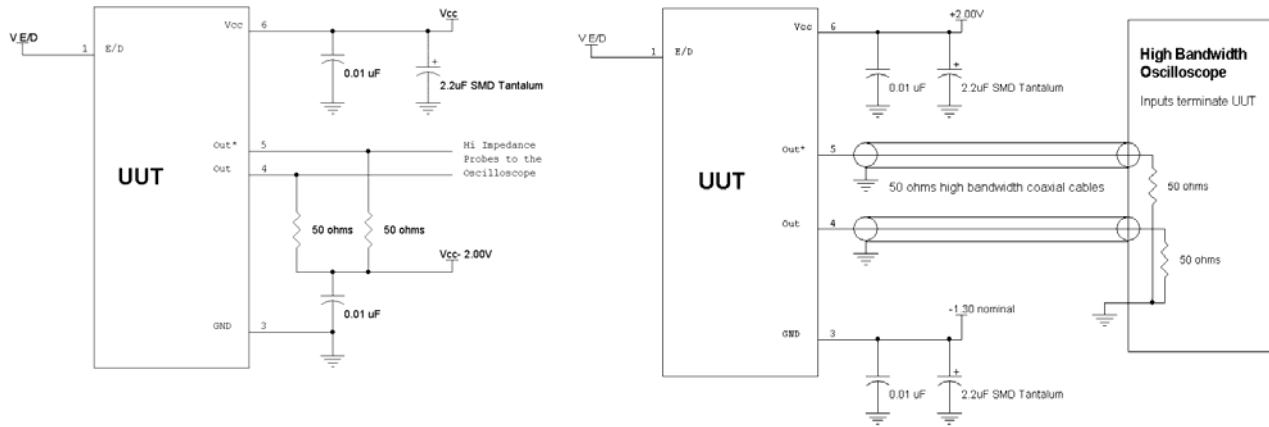 Vcc
Vcc 6
V E/D
1 E/D
0.01 uF
2.2uF SMD Tantalum
+
Out* 5
Out 4
Hi Impedance
Probes to the
Oscilloscope
UUT
50 ohms 50 ohms
Vcc- 2.00V
0.01 uF
GND 3
+2.00V
Vcc 6
V E/D
1 E/D
0.01 uF
2.2uF SMD Tantalum
+
High Bandwidth
Oscilloscope
Inputs terminate UUT
Out* 5
UUT
50 ohms high bandwidth coaxial cables
50 ohms
Out 4
50 ohms
-1.30 nominal
GND 3
+
0.01 uF
2.2uF SMD Tantalum